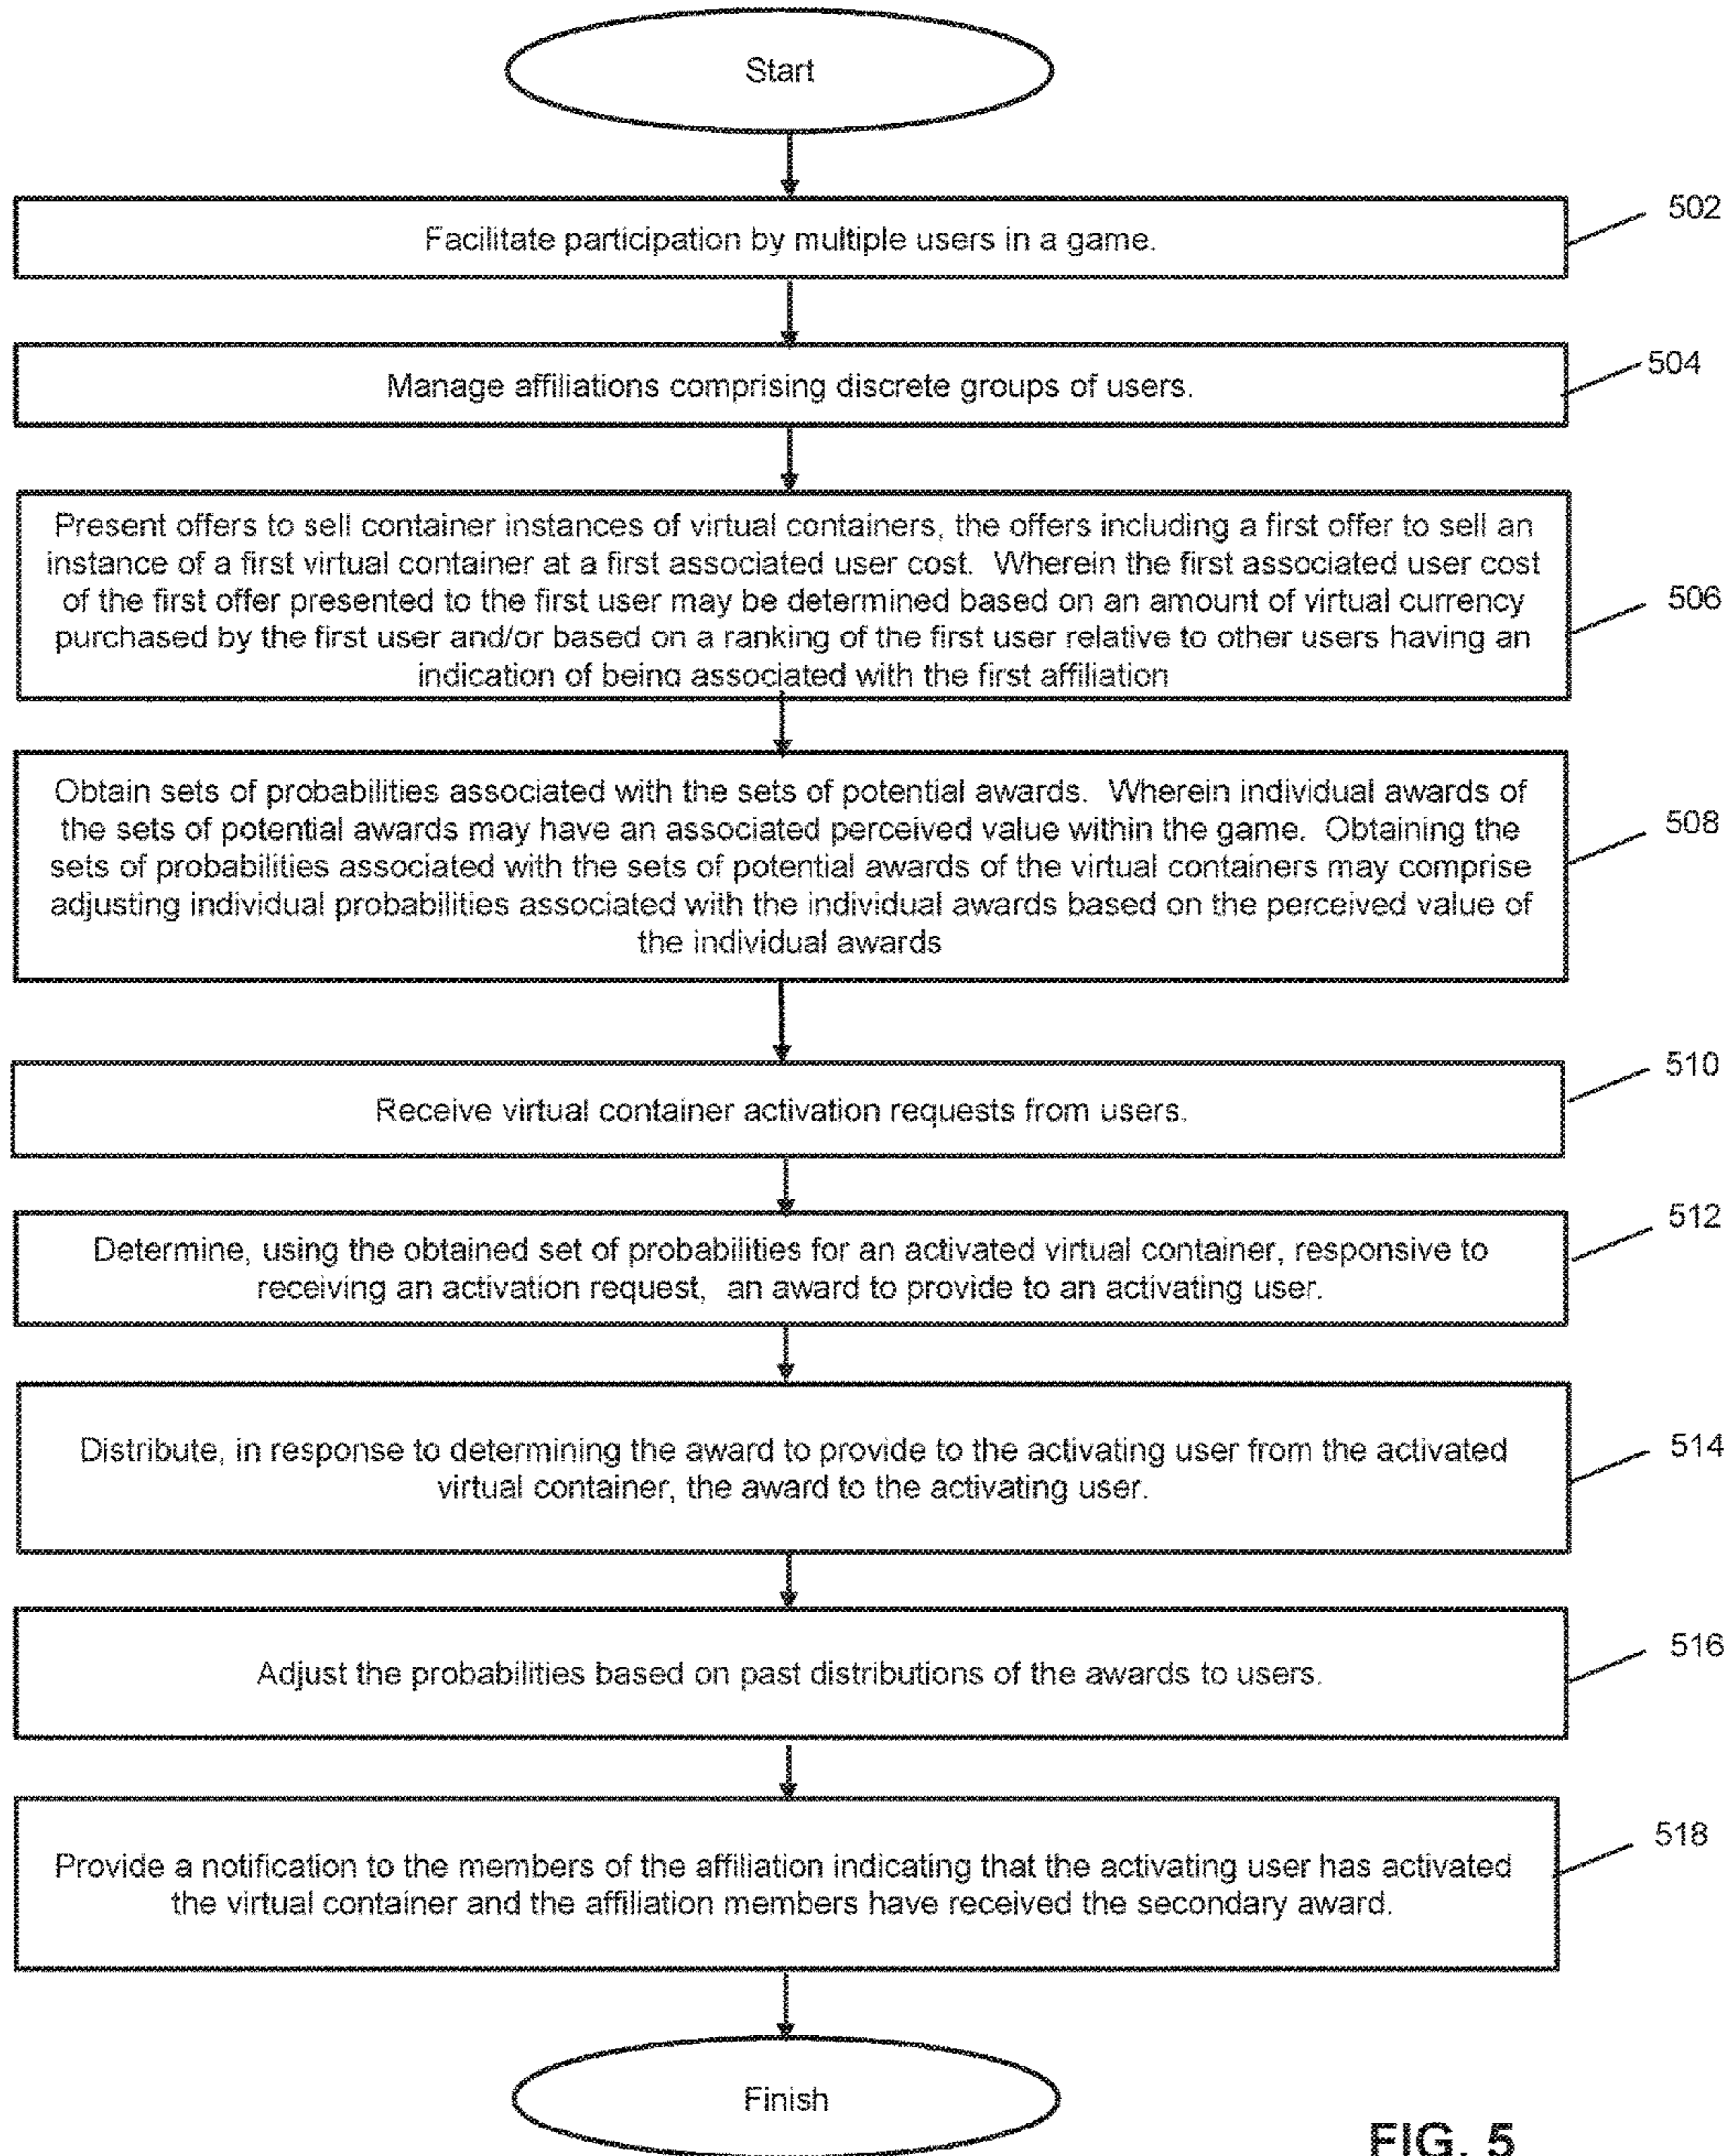 Start
Facilitate participation by multiple users in a game.
502
Manage affiliations comprising discrete groups of users.
504
Present offers to sell container instances of virtual containers, the offers including a first offer to sell an
instance of a first virtual container at a first associated user cost. Wherein the first associated user cost
of the first offer presented to the first user may be determined based on an amount of virtual currency
purchased by the first user and/or based on a ranking of the first user relative to other users having an
indication of being associated with the first affiliation
506
Obtain sets of probabilities associated with the sets of potential awards. Wherein individual awards of
the sets of potential awards may have an associated perceived value within the game. Obtaining the
sets of probabilities associated with the sets of potential awards of the virtual containers may comprise
adjusting individual probabilities associated with the individual awards based on the perceived value of
the individual awards
508
Receive virtual container activation requests from users.
510
Determine, using the obtained set of probabilities for an activated virtual container, responsive to
receiving an activation request, an award to provide to an activating user.
512
Distribute, in response to determining the award to provide to the activating user from the activated
virtual container, the award to the activating user.
514
Adjust the probabilities based on past distributions of the awards to users.
516
Provide a notification to the members of the affiliation indicating that the activating user has activated
the virtual container and the affiliation members have received the secondary award.
518
Finish
FIG. 5